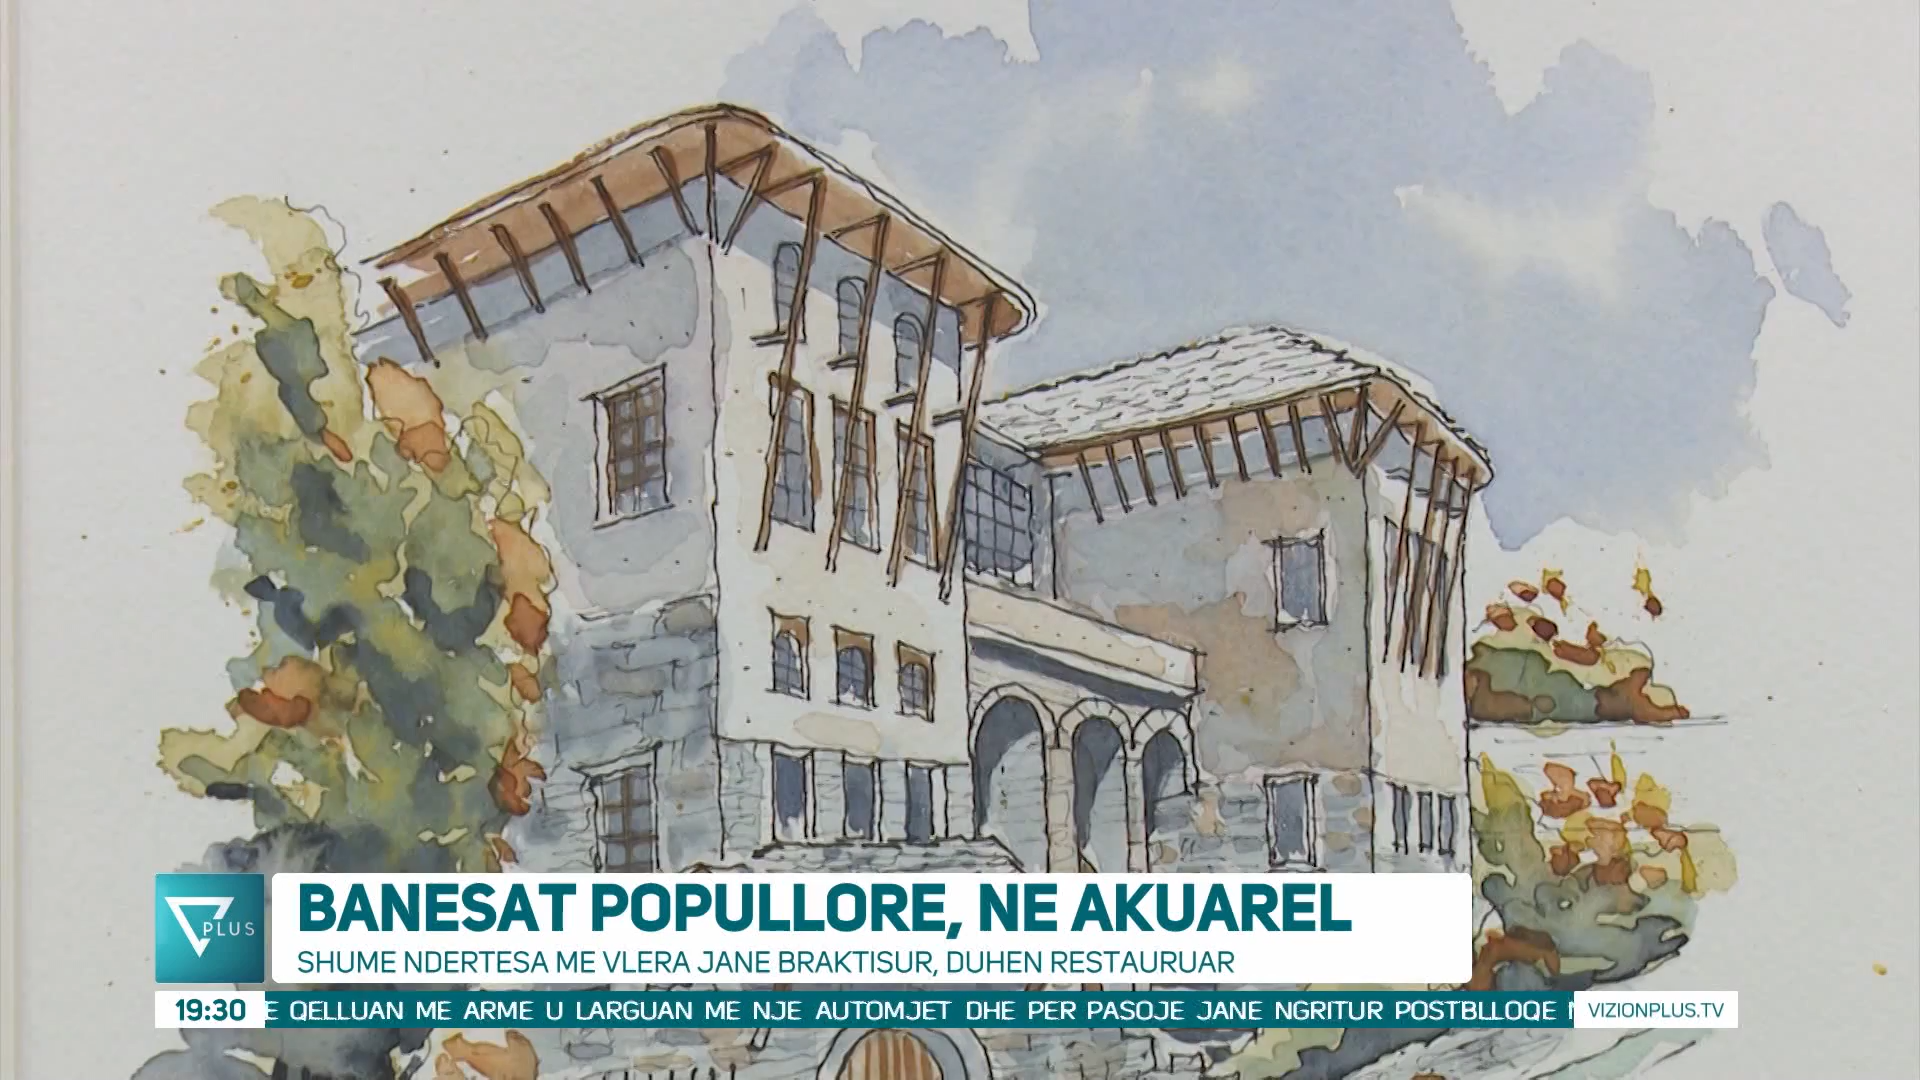 BANESAT POPULLORE, NE AKUAREL
PLUS
SHUME NDERTESA ME VLERA JANE BRAKTISUR, DUHEN RESTAURUAR
19:30
QELLUAN ME ARME U LARGUAN ME NJE AUTOMJET DHE PER PASOJE JANE NGRITUR POSTBLLOQE
VIZIONPLUS.TV